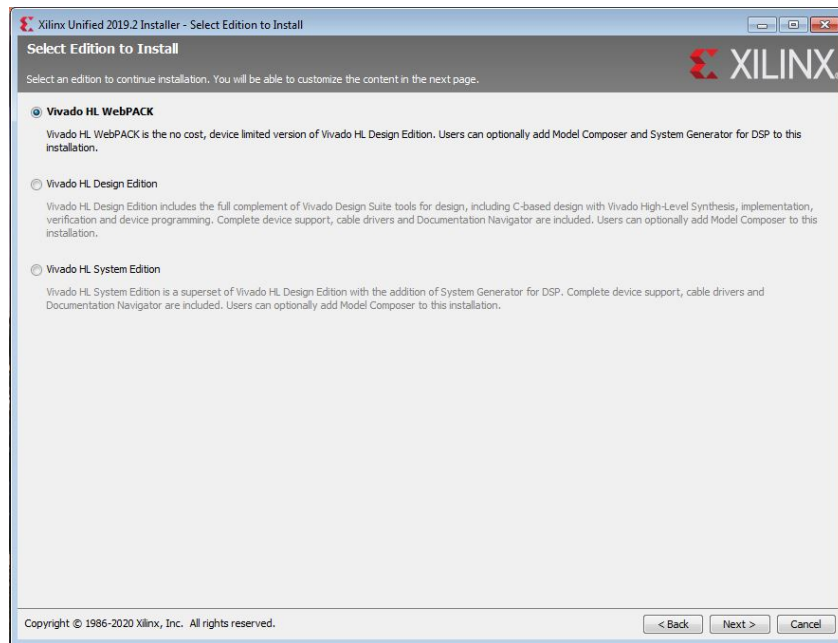 Xilinx Unified 2019.2 Installer - Select Edition to Install
Select Edition to Install
Select an edition to continue installation. You will be able to customize the content in the next page.
XILINX
Vivado HL WebPACK
Vivado HL WebPACK is the no cost, device limited version of Vivado HL Design Edition. Users can optionally add Model Composer and System Generator for DSP to this
installation.
Vivado HL Design Edition
Vivado HL Design Edition includes the full complement of Vivado Design Suite tools for design, including C-based design with Vivado High-Level Synthesis, implementation,
verification and device programming. Complete device support, cable drivers and Documentation Navigator are included. Users can optionally add Model Composer to this
installation.
Vivado HL System Edition
Vivado HL System Edition is a superset of Vivado HL Design Edition with the addition of System Generator for DSP. Complete device support, cable drivers and
Documentation Navigator are included. Users can optionally add Model Composer to this installation.
Copyright © 1986-2020 Xilinx, Inc. All rights reserved.
< Back
Next >
Cancel